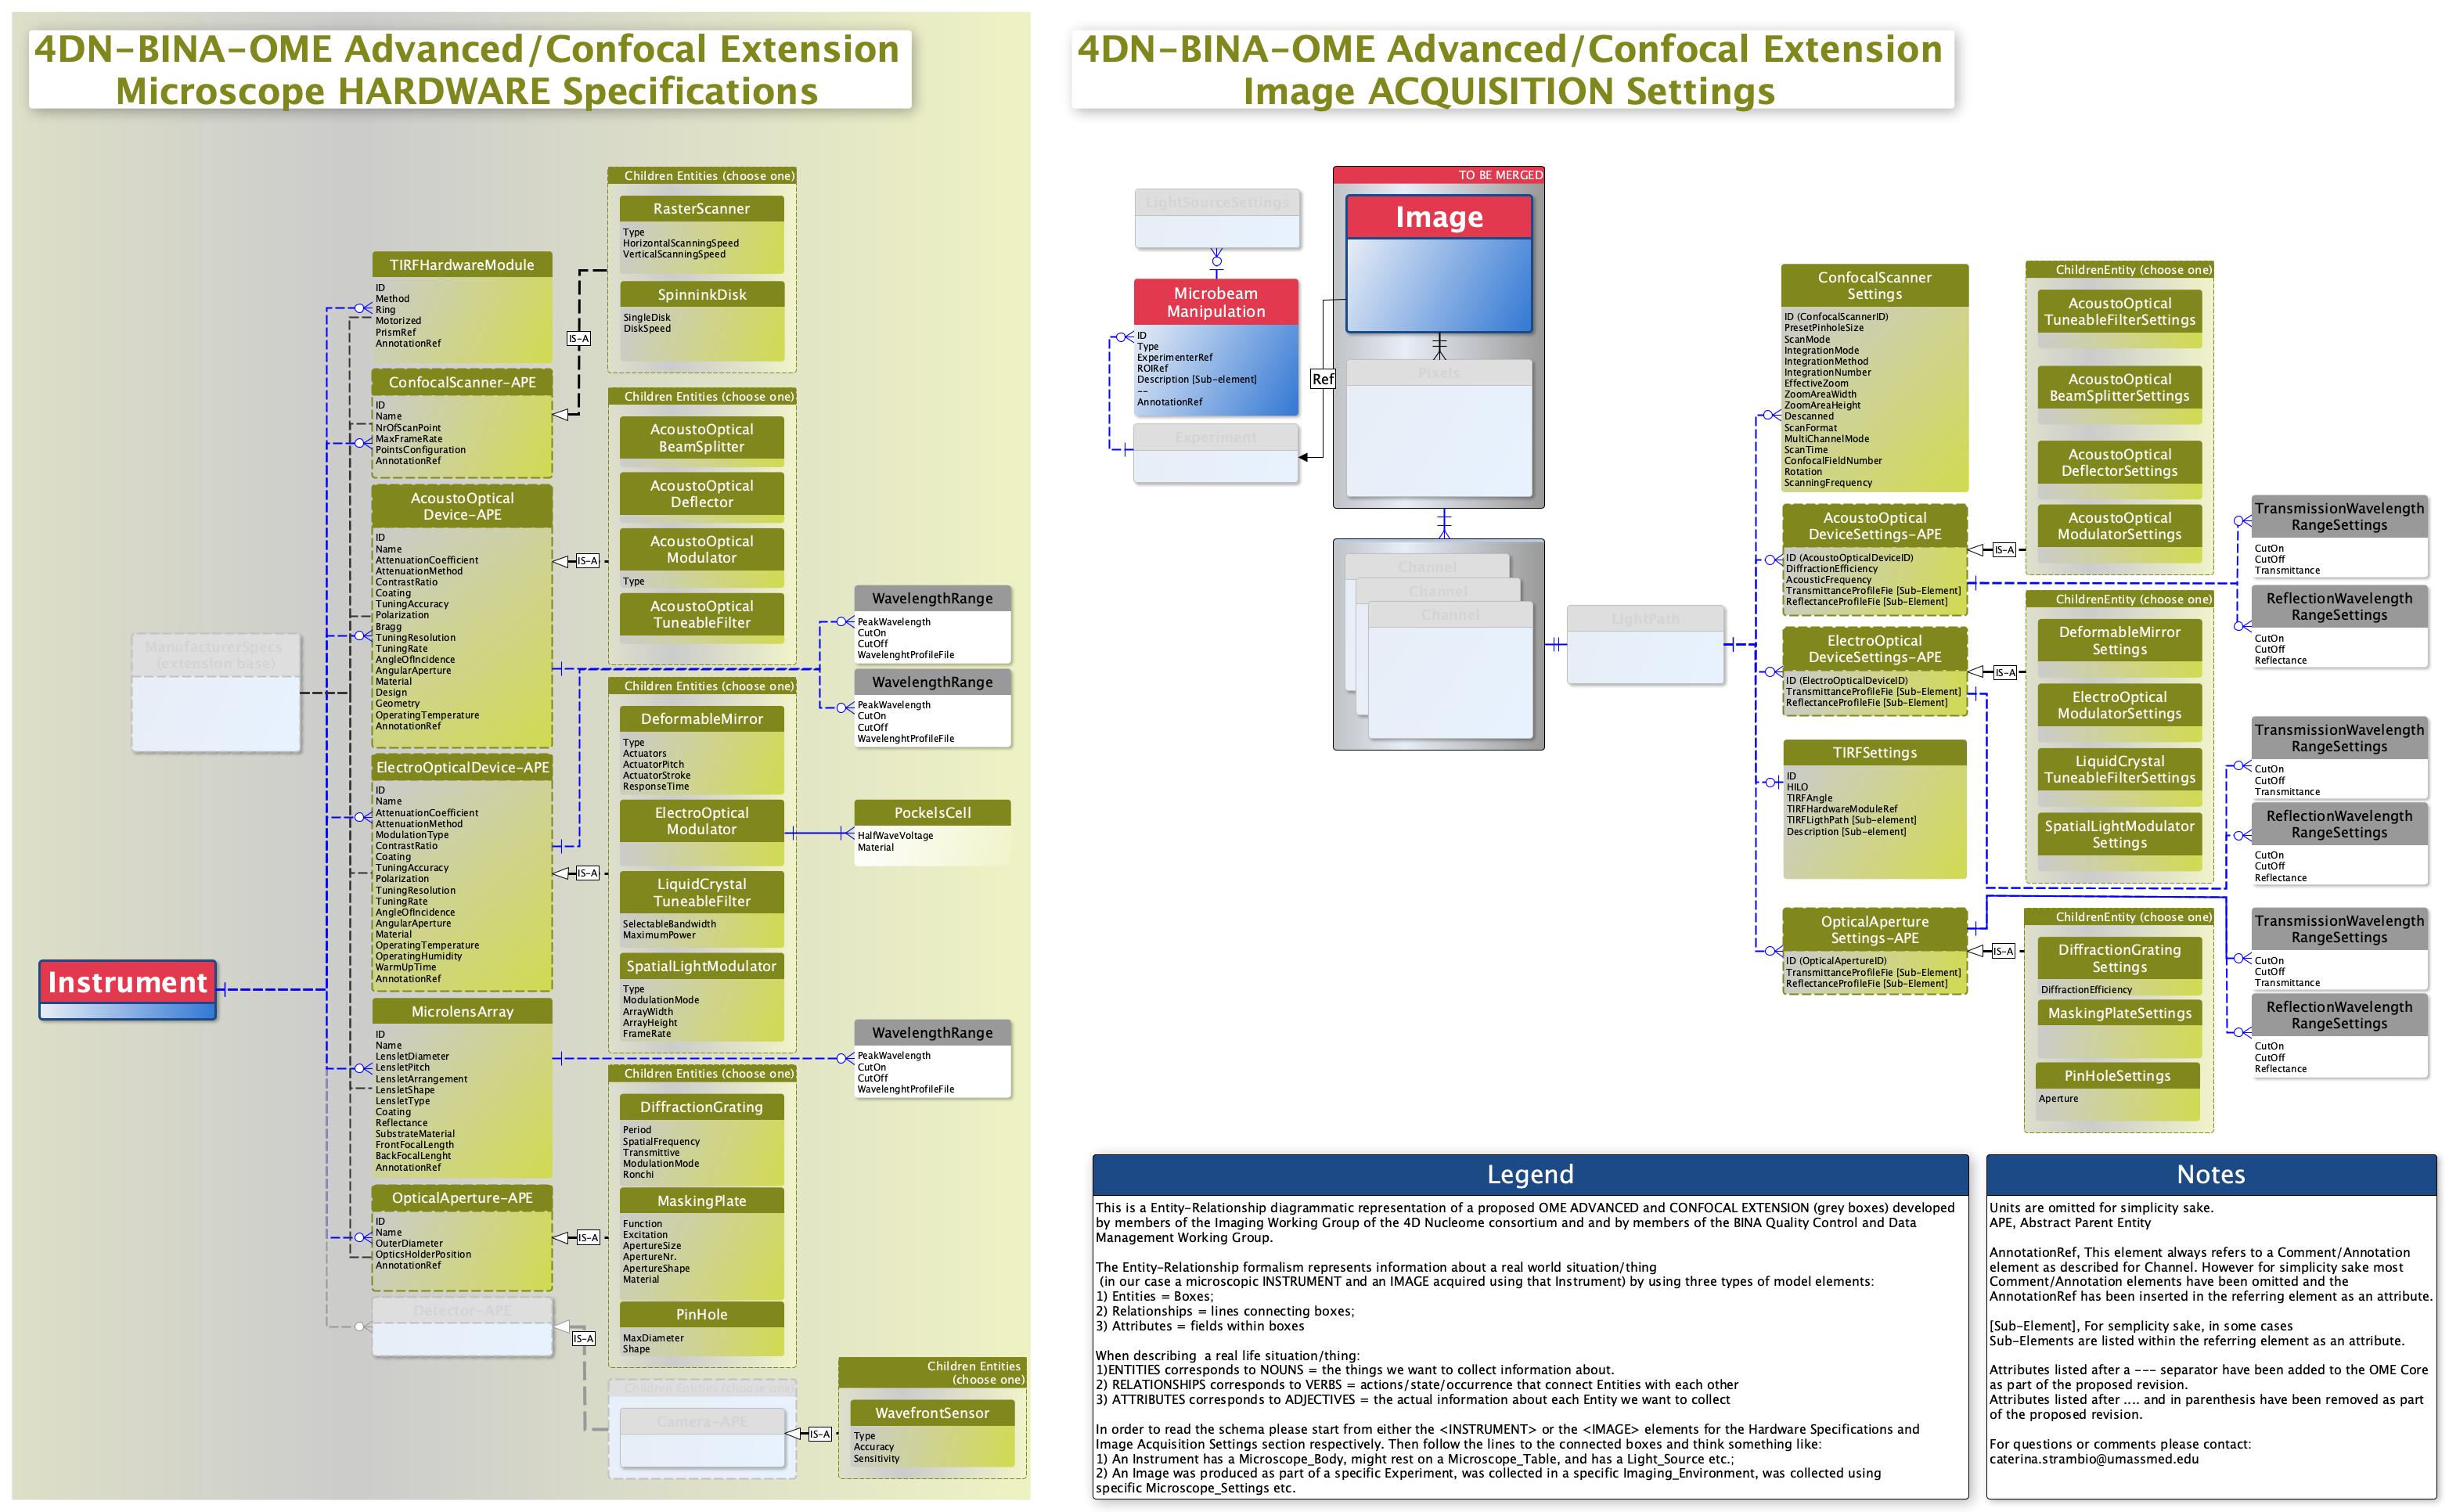 4DN-BINA-OME Advanced/Confocal Extension
Microscope HARDWARE Specifications
Children Entities (choose one)
RasterScanner
Type
HorizontalScanningSpeed
VerticalScanningSpeed
SpinninkDisk
SingleDisk
DiskSpeed
TIRFHardwareModule
ID
Method
Ring
Motorized
PrismRef
AnnotationRef
IS-A
ConfocalScanner-APE
ID
Name
NrOfScanPoint
MaxFrameRate
PointsConfiguration
AnnotationRef
Children Entities (choose one)
AcoustoOptical
BeamSplitter
AcoustoOptical
Deflector
AcoustoOptical
Modulator
Type
AcoustoOptical
TuneableFilter
IS-A
AcoustoOptical
Device-APE
ID
Name
AttenuationCoefficient
AttenuationMethod
ContrastRatio
Coating
TuningAccuracy
Polarization
Bragg
TuningResolution
TuningRate
AngleOfIncidence
AngularAperture
Material
Design
Geometry
OperatingTemperature
AnnotationRef
ManufacturerSpecs
(extension base)
WavelengthRange
PeakWavelength
CutOn
CutOff
WavelenghtProfileFile
WavelengthRange
PeakWavelength
CutOn
CutOff
WavelenghtProfileFile
Children Entities (choose one)
DeformableMirror
Type
Actuators
ActuatorPitch
ActuatorStroke
ResponseTime
ElectroOptical
Modulator
PockelsCell
HalfWaveVoltage
Material
LiquidCrystal
TuneableFilter
SelectableBandwidth
MaximumPower
SpatialLightModulator
Type
ModulationMode
ArrayWidth
ArrayHeight
FrameRate
IS-A
ElectroOpticalDevice-APE
ID
Name
AttenuationCoefficient
AttenuationMethod
ModulationType
ContrastRatio
Coating
TuningAccuracy
Polarization
TuningResolution
TuningRate
AngleOfIncidence
AngularAperture
Material
OperatingTemperature
OperatingHumidity
WarmUpTime
AnnotationRef
Instrument
MicrolensArray
ID
Name
LensletDiameter
LensletPitch
LensletArrangement
LensletShape
LensletType
Coating
Reflectance
SubstrateMaterial
FrontFocalLength
BackFocalLenght
AnnotationRef
WavelengthRange
PeakWavelength
CutOn
CutOff
WavelenghtProfileFile
Children Entities (choose one)
DiffractionGrating
Period
SpatialFrequency
Transmittive
ModulationMode
Ronchi
MaskingPlate
Function
Excitation
ApertureSize
ApertureNr.
ApertureShape
Material
PinHole
MaxDiameter
Shape
IS-A
OpticalAperture-APE
ID
Name
OuterDiameter
OpticsHolderPosition
AnnotationRef
Detector-APE
IS-A
Children Entities (choose one)
Camera-APE
IS-A
Children Entities
(choose one)
WavefrontSensor
Type
Accuracy
Sensitivity
4DN-BINA-OME Advanced/Confocal Extension
Image ACQUISITION Settings
LightSourceSettings
Microbeam
Manipulation
ID
Type
ExperimenterRef
ROIRef
Description [Sub-element]
--
AnnotationRef
Experiment
TO BE MERGED
Image
Ref
Pixels
Channel
Channel
Channel
LightPath
ConfocalScanner
Settings
ID (ConfocalScannerID)
PresetPinholeSize
ScanMode
IntegrationMode
IntegrationMethod
IntegrationNumber
EffectiveZoom
ZoomAreaWidth
ZoomAreaHeight
Descanned
ScanFormat
MultiChannelMode
ScanTime
ConfocalFieldNumber
Rotation
ScanningFrequency
ChildrenEntity (choose one)
AcoustoOptical
TuneableFilterSettings
AcoustoOptical
BeamSplitterSettings
AcoustoOptical
DeflectorSettings
AcoustoOptical
ModulatorSettings
AcoustoOptical
DeviceSettings-APE
ID (AcoustoOpticalDeviceID)
DiffractionEfficiency
AcousticFrequency
TransmittanceProfileFie [Sub-Element]
ReflectanceProfileFie [Sub-Element]
IS-A
TransmissionWavelength
RangeSettings
CutOn
CutOff
Transmittance
ReflectionWavelength
RangeSettings
CutOn
CutOff
Reflectance
ElectroOptical
DeviceSettings-APE
ID (ElectroOpticalDeviceID)
TransmittanceProfileFie [Sub-Element]
ReflectanceProfileFie [Sub-Element]
IS-A
ChildrenEntity (choose one)
DeformableMirror
Settings
ElectroOptical
ModulatorSettings
LiquidCrystal
TuneableFilterSettings
SpatialLightModulator
Settings
TransmissionWavelength
RangeSettings
CutOn
CutOff
Transmittance
ReflectionWavelength
RangeSettings
CutOn
CutOff
Reflectance
TIRFSettings
ID
HILO
TIRFAngle
TIRFHardwareModuleRef
TIRFLigthPath [Sub-element]
Description [Sub-element]
OpticalAperture
Settings-APE
ID (OpticalApertureID)
TransmittanceProfileFie [Sub-Element]
ReflectanceProfileFie [Sub-Element]
IS-A
ChildrenEntity (choose one)
DiffractionGrating
Settings
DiffractionEfficiency
MaskingPlateSettings
PinHoleSettings
Aperture
TransmissionWavelength
RangeSettings
CutOn
CutOff
Transmittance
ReflectionWavelength
RangeSettings
CutOn
CutOff
Reflectance
Legend
This is a Entity-Relationship diagrammatic representation of a proposed OME ADVANCED and CONFOCAL EXTENSION (grey boxes) developed
by members of the Imaging Working Group of the 4D Nucleome consortium and and by members of the BINA Quality Control and Data
Management Working Group.
The Entity-Relationship formalism represents information about a real world situation/thing
(in our case a microscopic INSTRUMENT and an IMAGE acquired using that Instrument) by using three types of model elements:
1) Entities = Boxes;
2) Relationships = lines connecting boxes;
3) Attributes = fields within boxes
When describing a real life situation/thing:
1)ENTITIES corresponds to NOUNS = the things we want to collect information about.
2) RELATIONSHIPS corresponds to VERBS = actions/state/occurrence that connect Entities with each other
3) ATTRIBUTES corresponds to ADJECTIVES = the actual information about each Entity we want to collect
In order to read the schema please start from either the <INSTRUMENT> or the <IMAGE> elements for the Hardware Specifications and
Image Acquisition Settings section respectively. Then follow the lines to the connected boxes and think something like:
1) An Instrument has a Microscope_Body, might rest on a Microscope_Table, and has a Light_Source etc.;
2) An Image was produced as part of a specific Experiment, was collected in a specific Imaging_Environment, was collected using
specific Microscope_Settings etc.
Notes
Units are omitted for simplicity sake.
APE, Abstract Parent Entity
AnnotationRef, This element always refers to a Comment/Annotation
element as described for Channel. However for simplicity sake most
Comment/Annotation elements have been omitted and the
AnnotationRef has been inserted in the referring element as an attribute.
[Sub-Element], For semplicity sake, in some cases
Sub-Elements are listed within the referring element as an attribute.
Attributes listed after a --- separator have been added to the OME Core
as part of the proposed revision.
Attributes listed after .... and in parenthesis have been removed as part
of the proposed revision.
For questions or comments please contact:
caterina.strambio@umassmed.edu